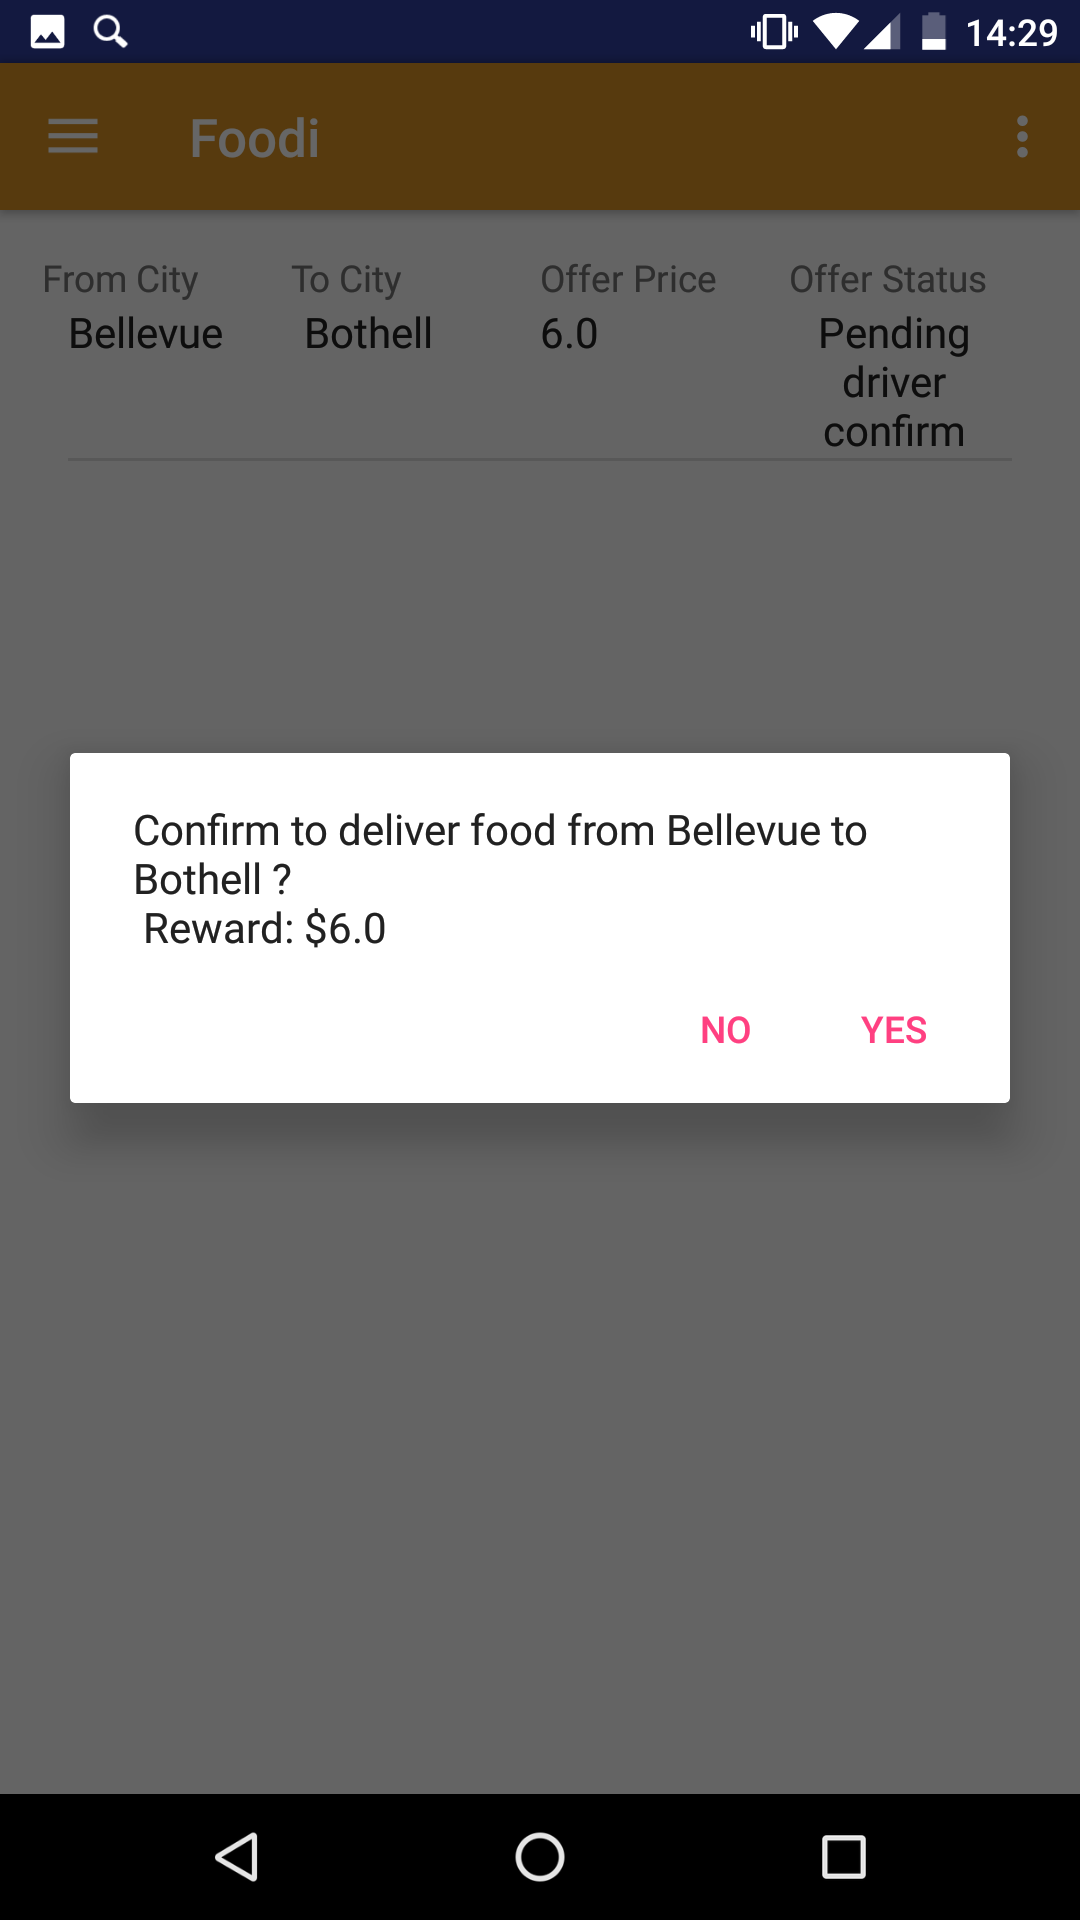 14:29
Foodi
From City To City Offer Price Offer Status
Bellevue Bothell 6.0 Pending
driver
confirm
Confirm to deliver food from Bellevue to
Bothell ?
Reward: $6.0
NO YES